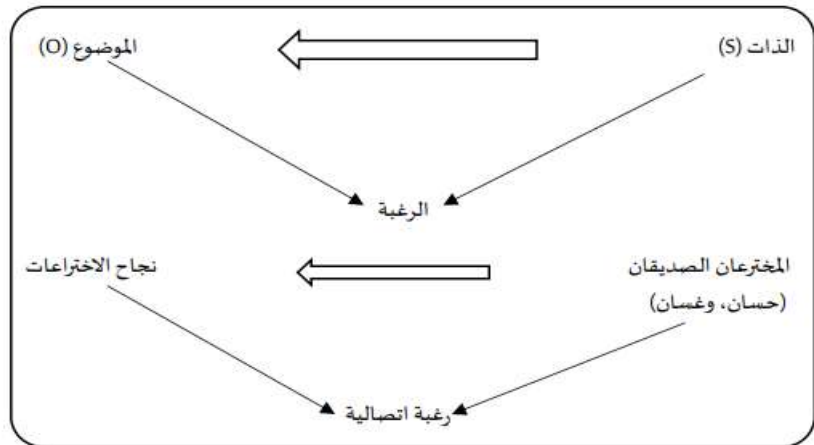 الذات (S)
الموضوع (O)
الرغبة
المخترعان الصديقان
(حسان، وغسان)
نجاح الاختراعات
رغبة اتصالية